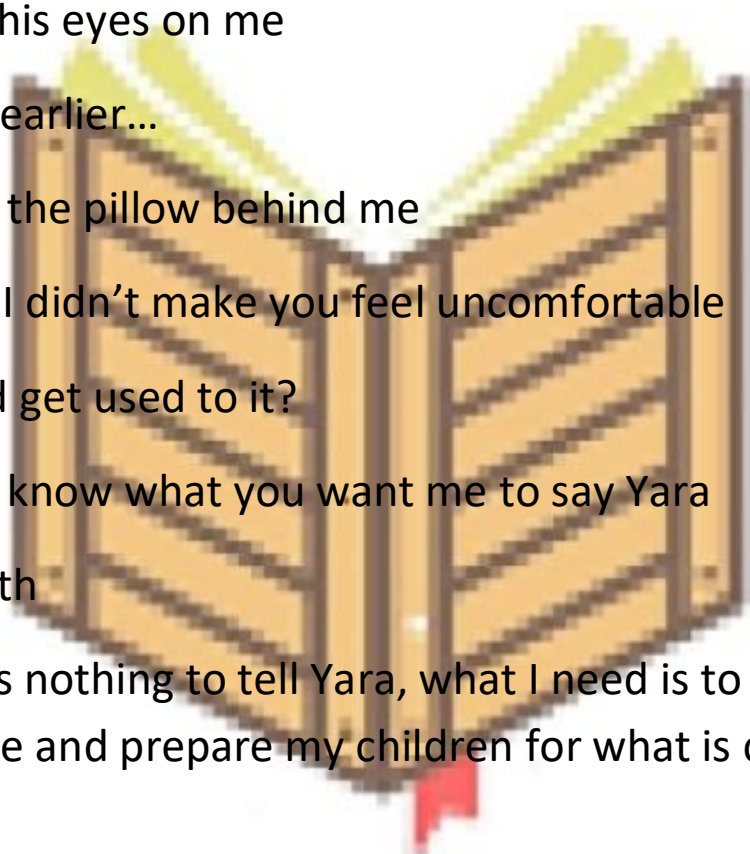 his eyes on me
earlier…
the pillow behind me
I didn’t make you feel uncomfortable
get used to it?
know what you want me to say Yara
th
s nothing to tell Yara, what I need is to
e and prepare my children for what is